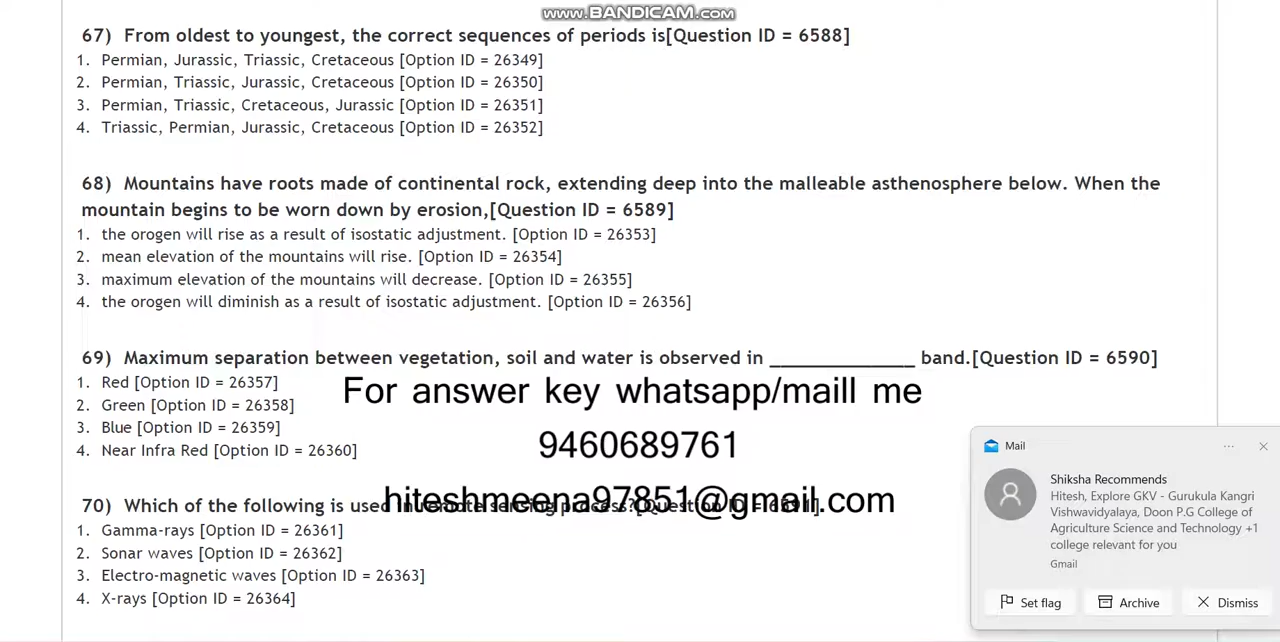 www.BANDICAM.com
67) From oldest to youngest, the correct sequences of periods is[Question ID = 6588]
1. Permian, Jurassic, Triassic, Cretaceous [Option ID = 26349]
2. Permian, Triassic, Jurassic, Cretaceous [Option ID = 26350]
3. Permian, Triassic, Cretaceous, Jurassic [Option ID = 26351]
4. Triassic, Permian, Jurassic, Cretaceous [Option ID = 26352]
68) Mountains have roots made of continental rock, extending deep into the malleable asthenosphere below. When the
mountain begins to be worn down by erosion,[Question ID = 6589]
1. the orogen will rise as a result of isostatic adjustment. [Option ID = 26353]
2. mean elevation of the mountains will rise. [Option ID = 26354]
3. maximum elevation of the mountains will decrease. [Option ID = 26355]
4. the orogen will diminish as a result of isostatic adjustment. [Option ID = 26356]
69) Maximum separation between vegetation, soil and water is observed in ______________ band.[Question ID = 6590]
1. Red [Option ID = 26357]
2. Green [Option ID = 26358]
3. Blue [Option ID = 26359]
4. Near Infra Red [Option ID = 26360]
For answer key whatsapp/maill me
9460689761
hiteshmeena97851@gmeil.com
70) Which of the following is used in remote sensing process?[Question ID = 6591]
1. Gamma-rays [Option ID = 26361]
2. Sonar waves [Option ID = 26362]
3. Electro-magnetic waves [Option ID = 26363]
4. X-rays [Option ID = 26364]
Mail
Shiksha Recommends
Hitesh, Explore GKV - Gurukula Kangri
Vishwavidyalaya, Doon P.G College of
Agriculture Science and Technology +1
college relevant for you
Gmail
Set flag
Archive
Dismiss